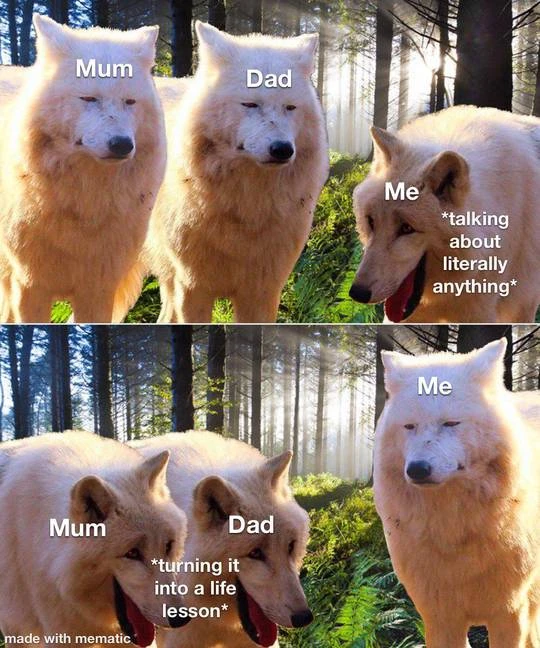 Mum
Dad
Me
*talking
about
literally
anything*
Me
Mum
Dad
*turning it
into a life
lesson*
made with mematic